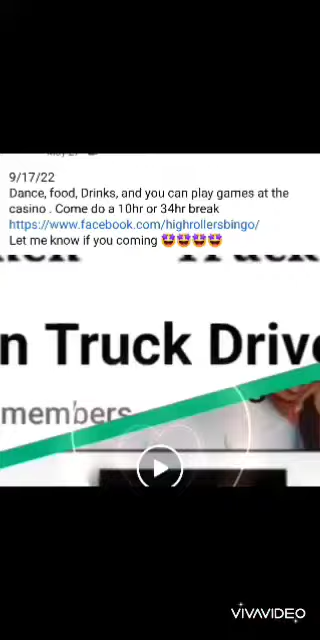 9/17/22
Dance, food, Drinks, and you can play games at the
casino . Come do a 10hr or 34hr break
https://www.facebook.com/highrollersbingo/
Let me know if you coming 🤩🤩🤩🤩
n Truck Drive
members
VIVAVIDEO